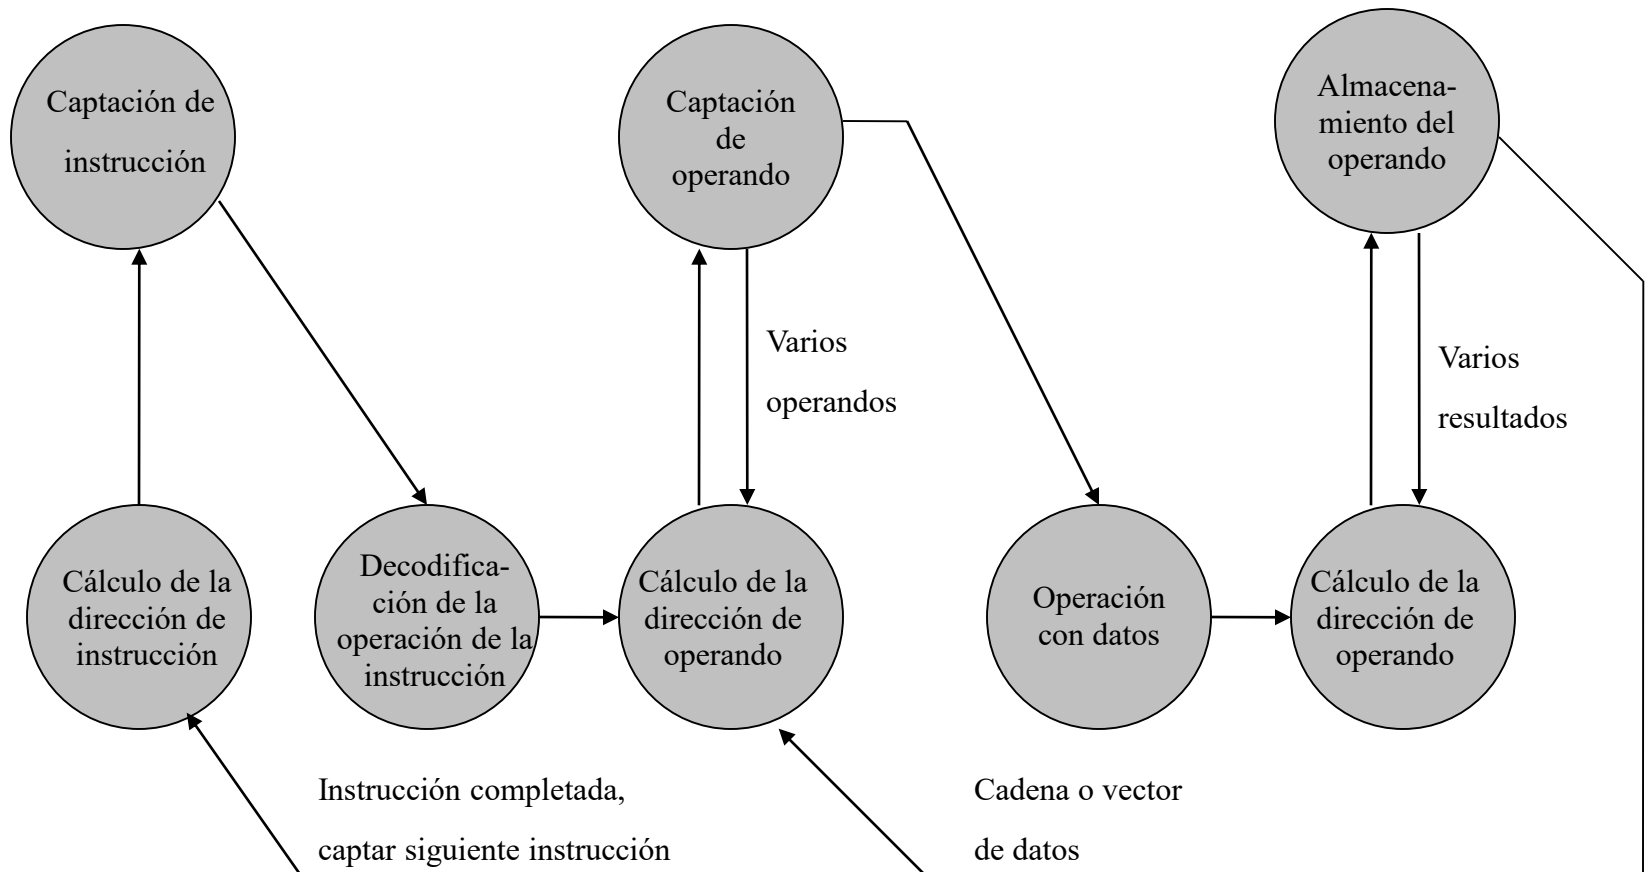 Captación de
instrucción
Captación
de
operando
Almacena-
miento del
operando
Varios
operandos
Varios
resultados
Cálculo de la
dirección de
instrucción
Decodifica-
ción de la
operación de la
instrucción
Cálculo de la
dirección de
operando
Operación
con datos
Cálculo de la
dirección de
operando
Instrucción completada,
captar siguiente instrucción
Cadena o vector
de datos